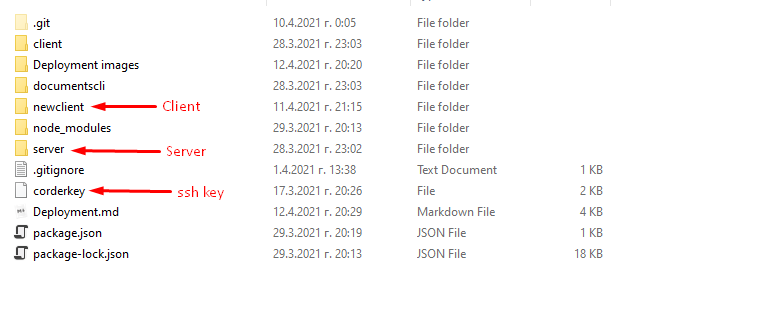 .git 10.4.2021 г. 0:05 File folder
client 28.3.2021 г. 23:03 File folder
Deployment images 12.4.2021 г. 20:20 File folder
documentscli 28.3.2021 г. 23:03 File folder
newclient Client 11.4.2021 г. 21:15 File folder
node_modules 29.3.2021 г. 20:13 File folder
server Server 28.3.2021 г. 23:02 File folder
.gitignore 1.4.2021 г. 13:38 Text Document 1 KB
corderkey ssh key 17.3.2021 г. 20:26 File 2 KB
Deployment.md 12.4.2021 г. 20:29 Markdown File 4 KB
package.json 29.3.2021 г. 20:19 JSON File 1 KB
package-lock.json 29.3.2021 г. 20:13 JSON File 18 KB